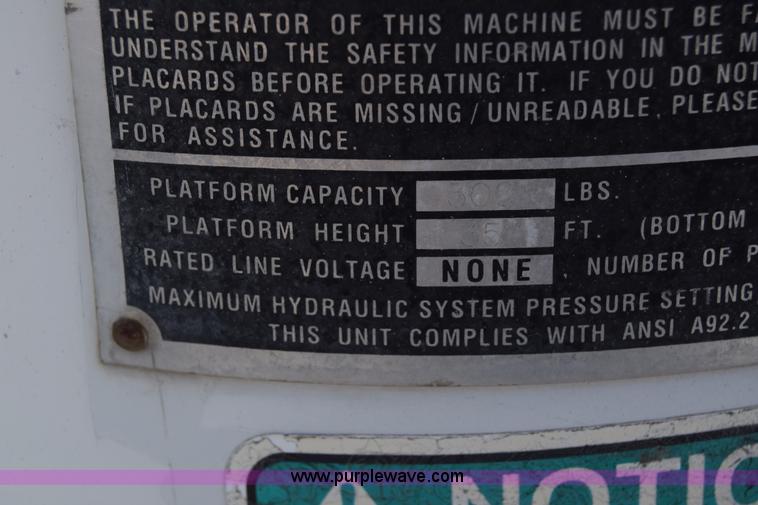 THE OPERATOR OF THIS MACHINE MUST BE
UNDERSTAND THE SAFETY INFORMATION IN THE
PLACARDS BEFORE OPERATING IT. IF YOU DO NOT
IF PLACARDS ARE MISSING/UNREADABLE, PLEASE
FOR ASSISTANCE.
PLATFORM CAPACITY 300 LBS.
PLATFORM HEIGHT FT. (BOTTOM
RATED LINE VOLTAGE NONE. NUMBER OF P
MAXIMUM HYDRAULIC SYSTEM PRESSURE SETTING
THIS UNIT COMPLIES WITH ANSI A92.2
NOTIC
www.purplewave.com